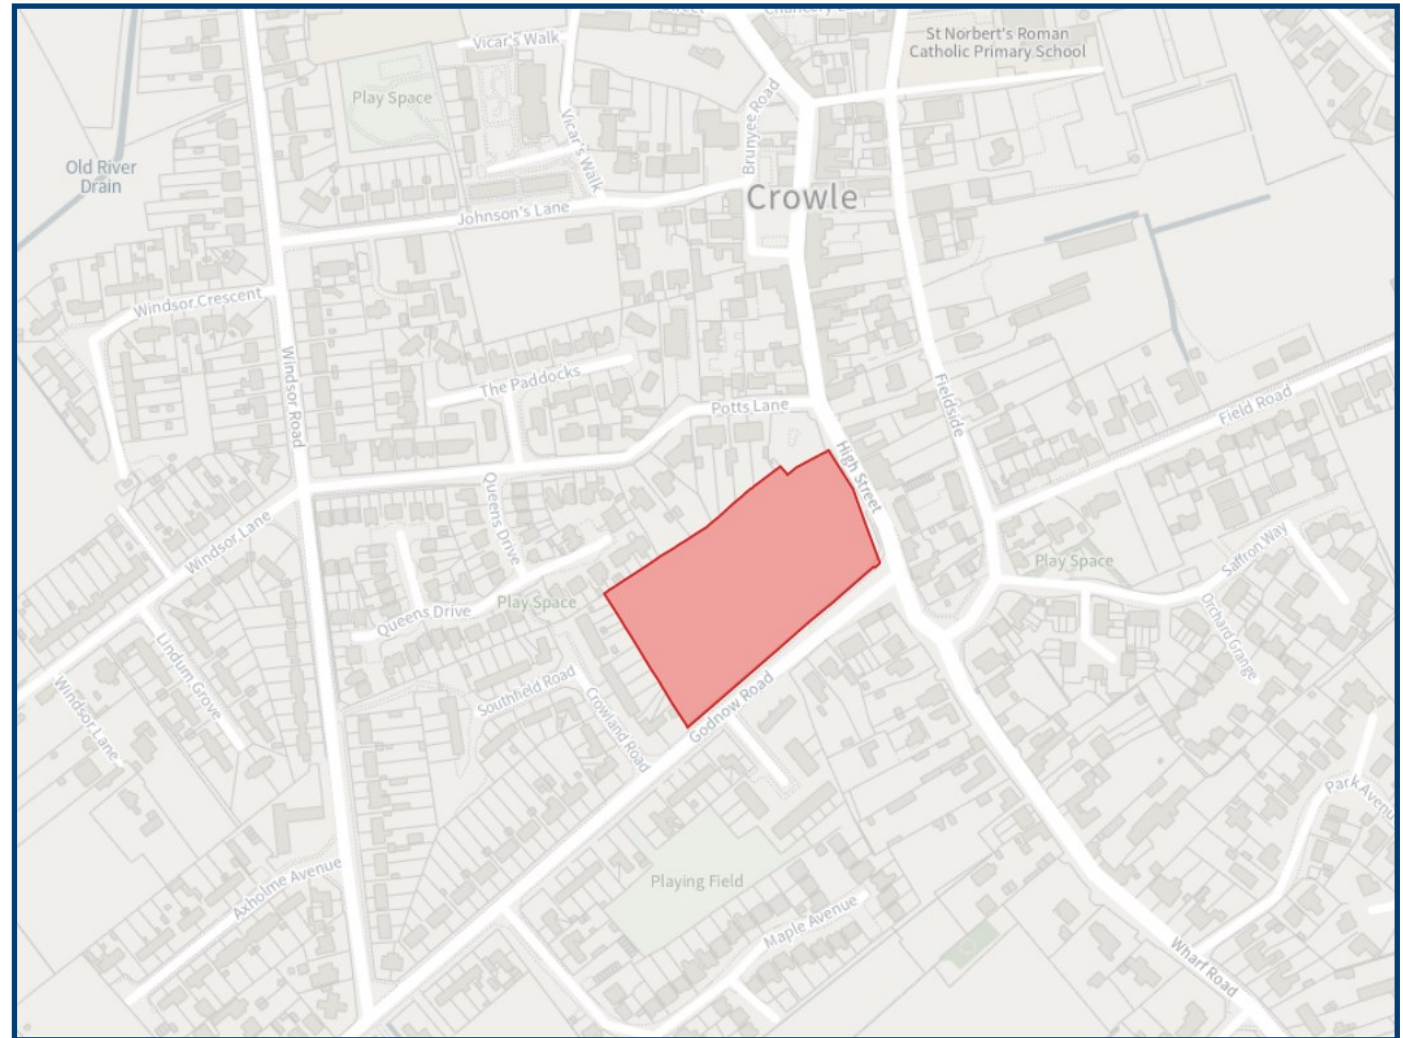 Vicar's Walk
St Norbert's Roman
Catholic Primary School
Play Space
Brunyee Road
Vicar's Walk
Old River
Drain
Crowle
Johnson's Lane
Windsor Crescent
Windsor Road
The Paddocks
Potts Lane
Fieldside
Field Road
High Street
Queens Drive
Windsor Lane
Saffron Way
Play Space
Play Space
Queens Drive
Orchard Grange
Lindum Grove
Southfield Road
Crowland Road
Godnow Road
Windsor Lane
Park Avenu
Playing Field
Axholme Avenue
Maple Avenue
Wharf Road